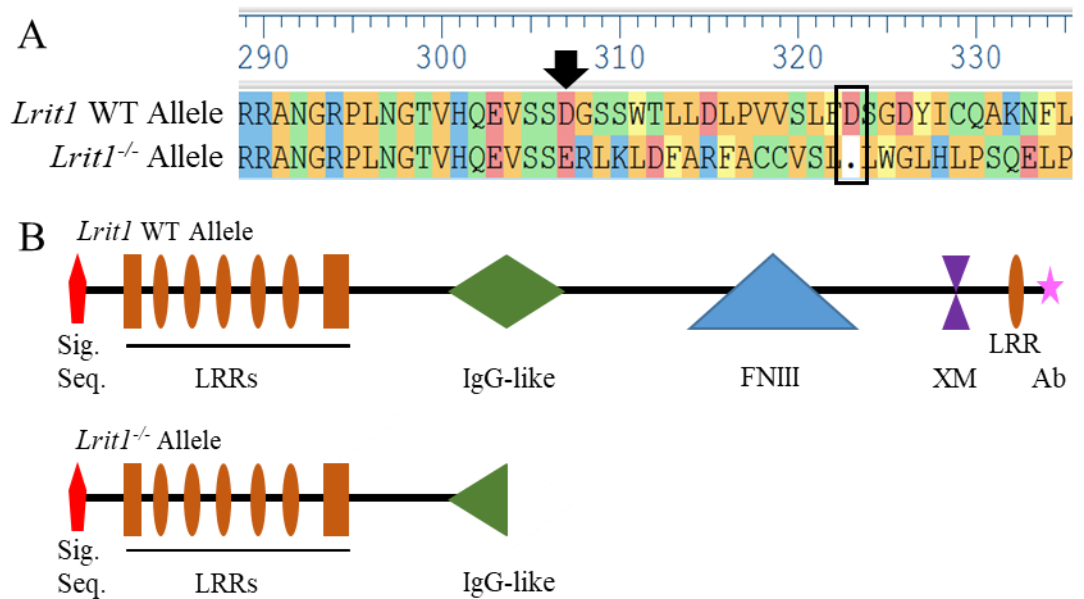 A
290 300 310 320 330
Lrit1 WT Allele RRANGRPLNGTVHQEVSSDGSSWTLLDLPVVSLFDSGDYICQAKNFL
Lrit1-/- Allele RRANGRPLNGTVHQEVSSERLKLDFARFACCVSL.LWGLHLPSQELP
B
Lrit1 WT Allele
Sig. Seq.
LRRs
IgG-like
FNIII
XM
LRR
Ab
Lrit1-/- Allele
Sig. Seq.
LRRs
IgG-like